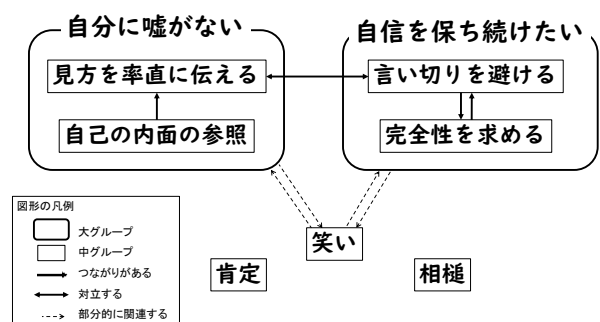 自分に嘘がない
自信を保ち続けたい
見方を率直に伝える
言い切りを避ける
自己の内面の参照
完全性を求める
笑い
肯定
相槌
図形の凡例
大グループ
中グループ
つながりがある
対立する
部分的に関連する